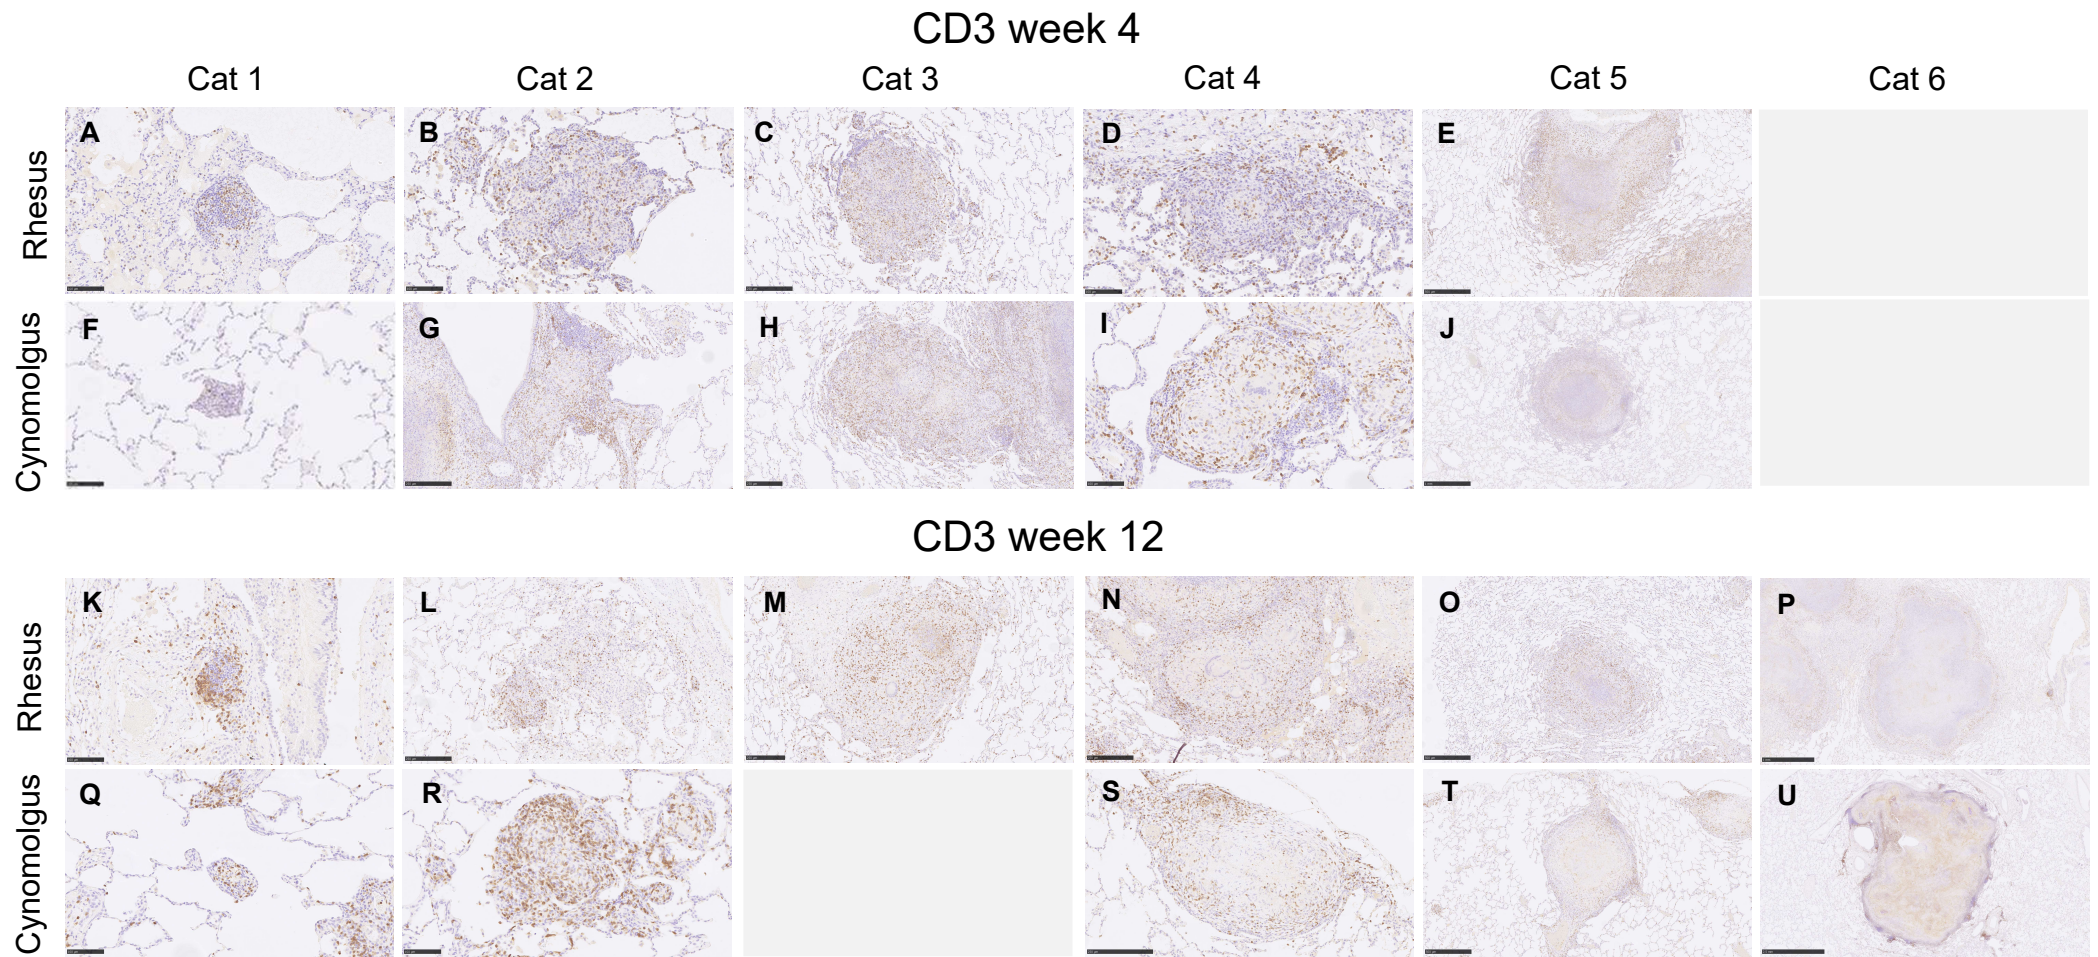 CD3 week 4
Cat 1 Cat 2 Cat 3 Cat 4 Cat 5 Cat 6
Rhesus
A B C D E
Cynomolgus
F G H I J
CD3 week 12
Rhesus
K L M N O P
Cynomolgus
Q R S T U